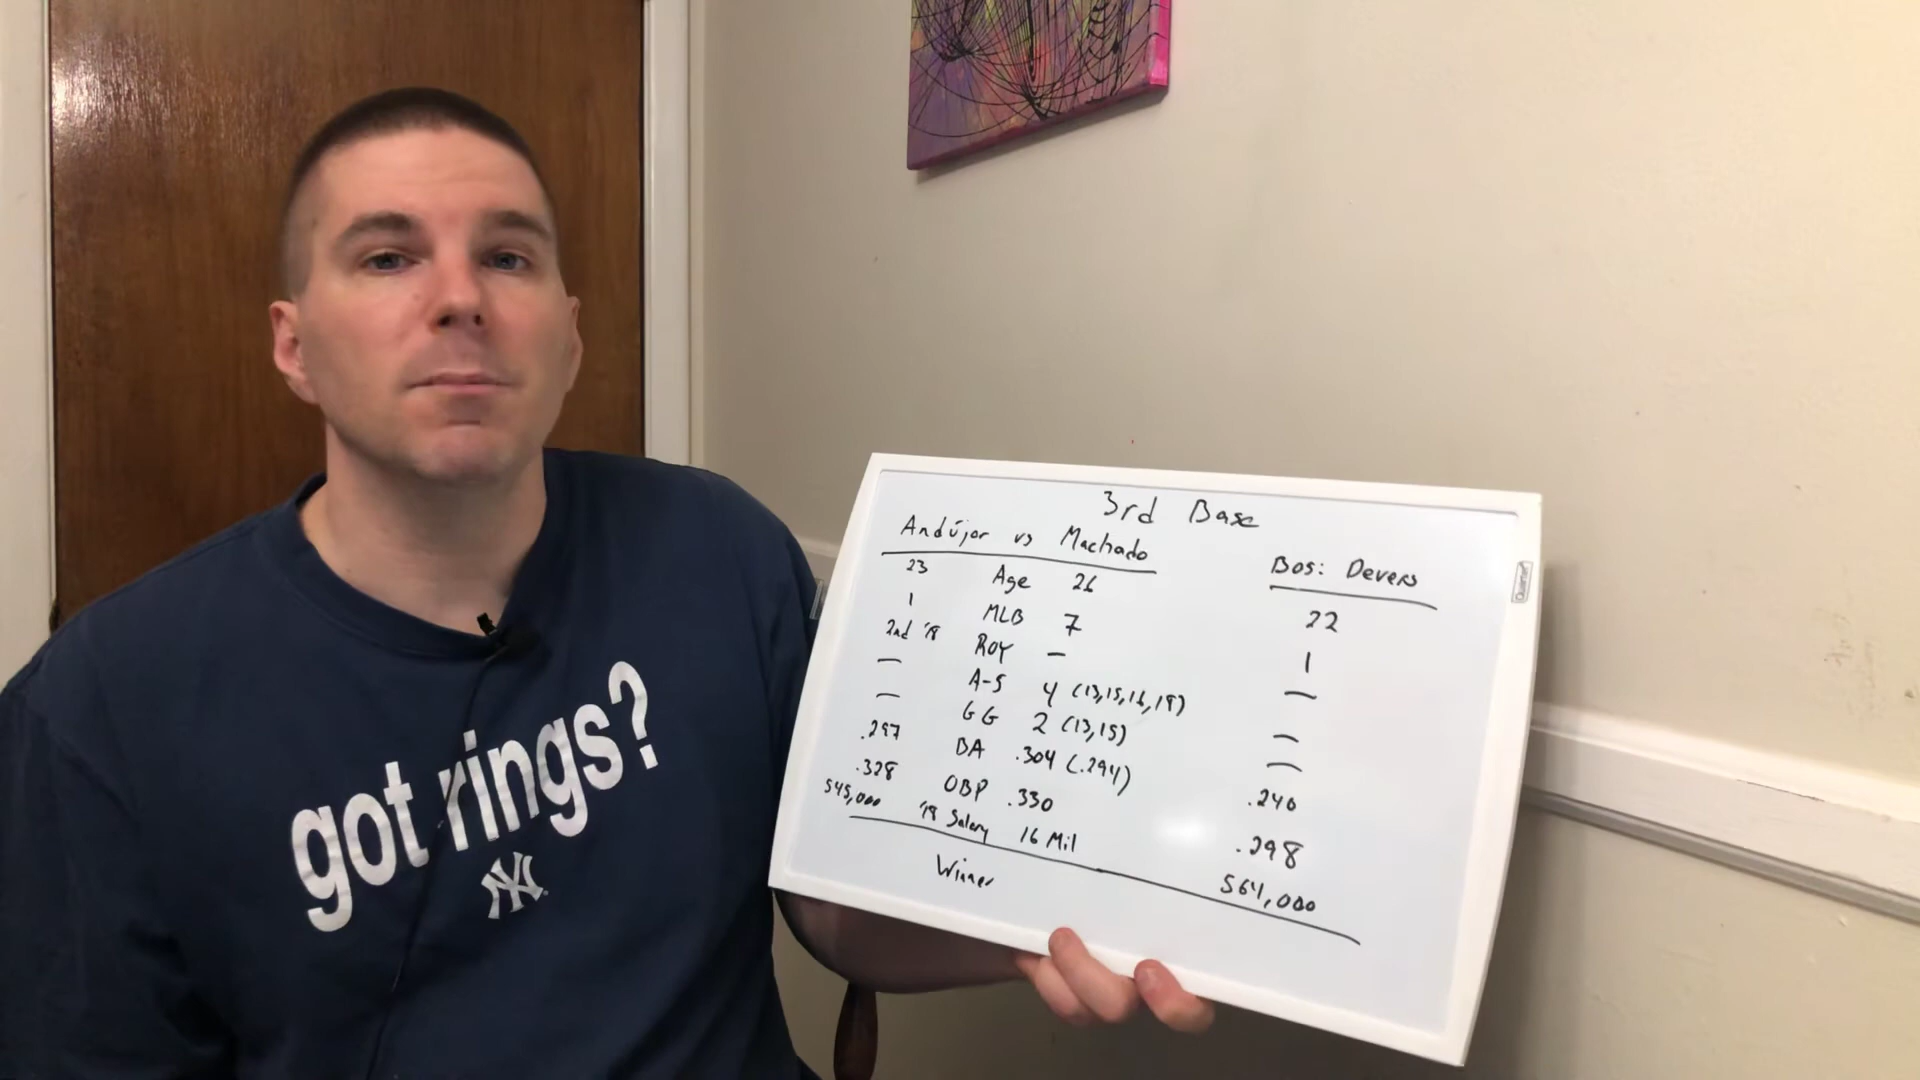 got rings?
NY
3rd Base
Andújar vs Machado
23 Age 26
1 MLB 7
2nd '18 ROY —
— A-S 4 (13,15,16,18)
— GG 2 (13,15)
.297 BA .304 (.294)
.328 OBP .330
545,000 '18 Salary 16 Mil
Winner
Bos: Devers
22
1
—
—
—
.240
.298
564,000
Quartet